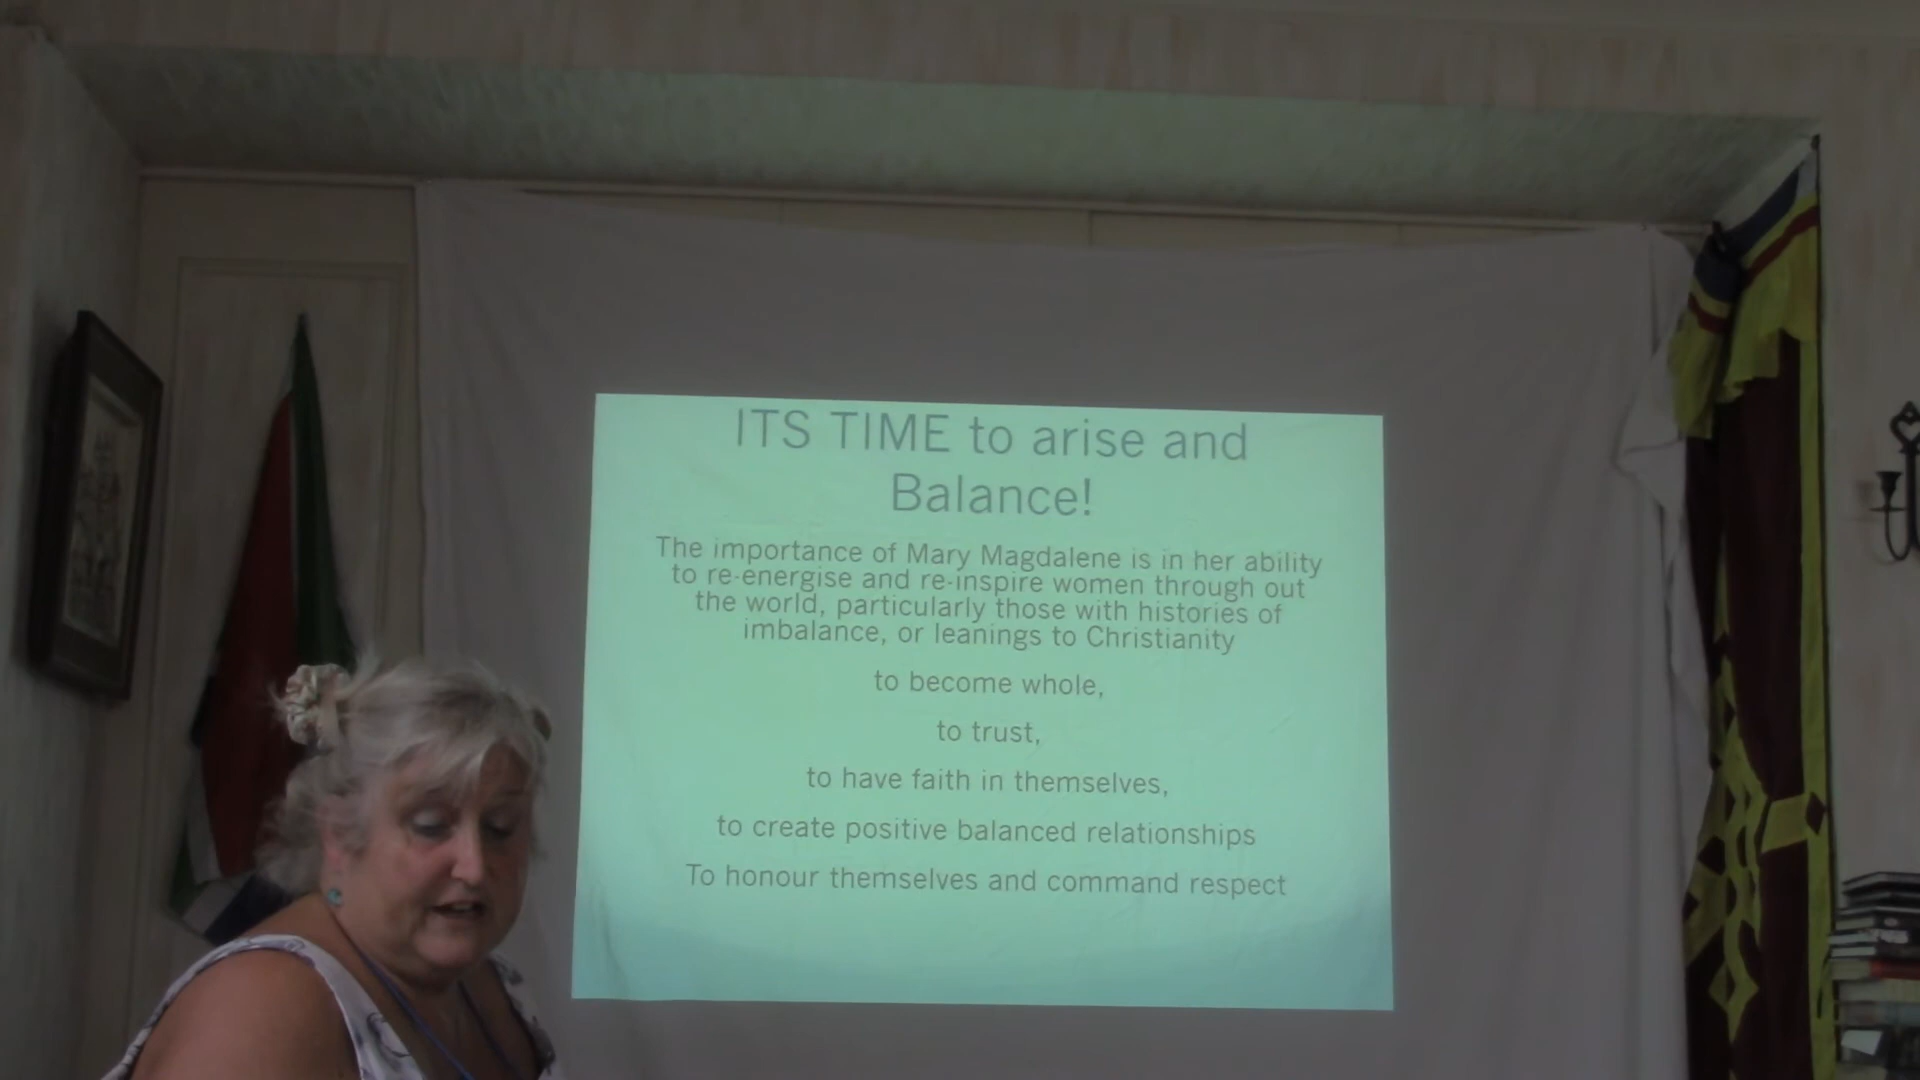 ITS TIME to arise and
Balance!
The importance of Mary Magdalene is in her ability
to re-energise and re-inspire women through out
the world, particularly those with histories of
imbalance, or leanings to Christianity
to become whole,
to trust,
to have faith in themselves,
to create positive balanced relationships
To honour themselves and command respect